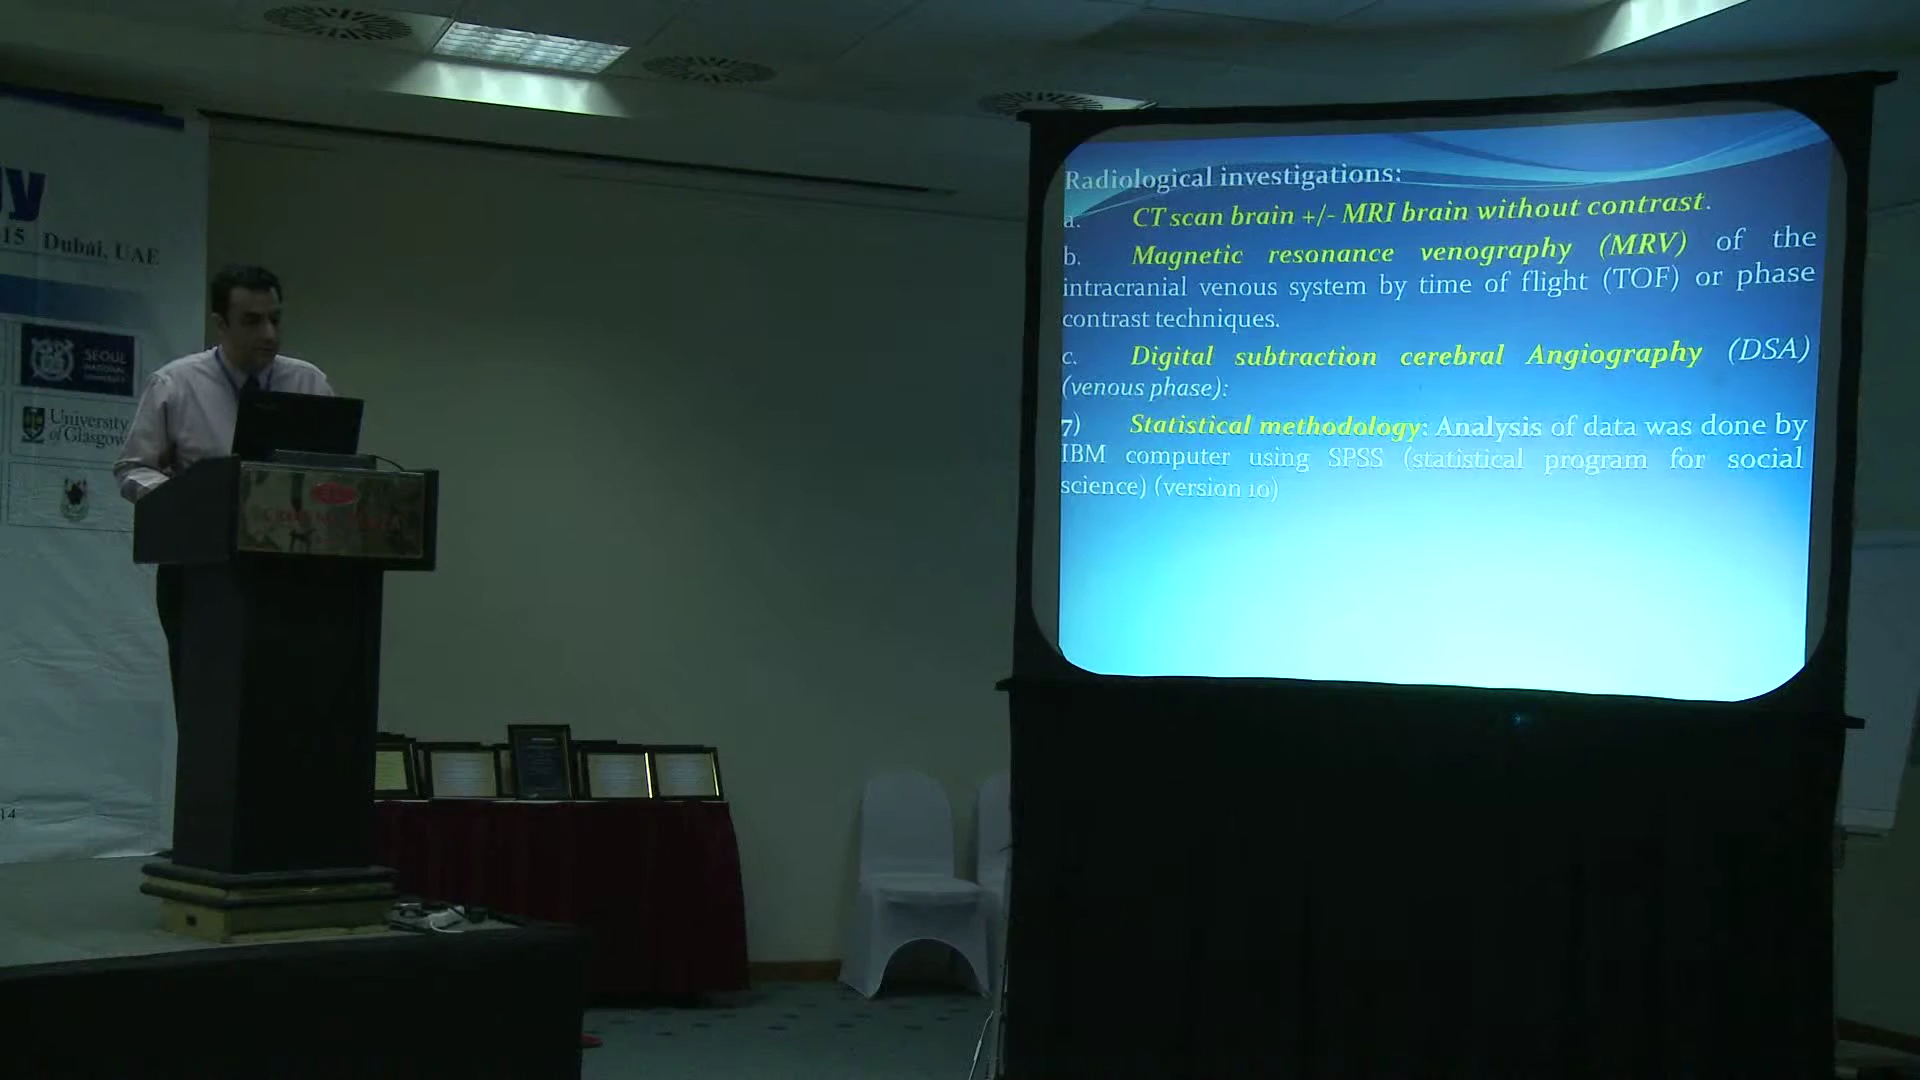 y
15 Dubai, UAE
SEOUL
NATIONAL
UNIVERSITY
University
of Glasgow
14
Radiological investigations:
a. CT scan brain +/- MRI brain without contrast.
b. Magnetic resonance venography (MRV) of the
intracranial venous system by time of flight (TOF) or phase
contrast techniques.
c. Digital subtraction cerebral Angiography (DSA)
(venous phase):
7) Statistical methodology: Analysis of data was done by
IBM computer using SPSS (statistical program for social
science) (version 10)